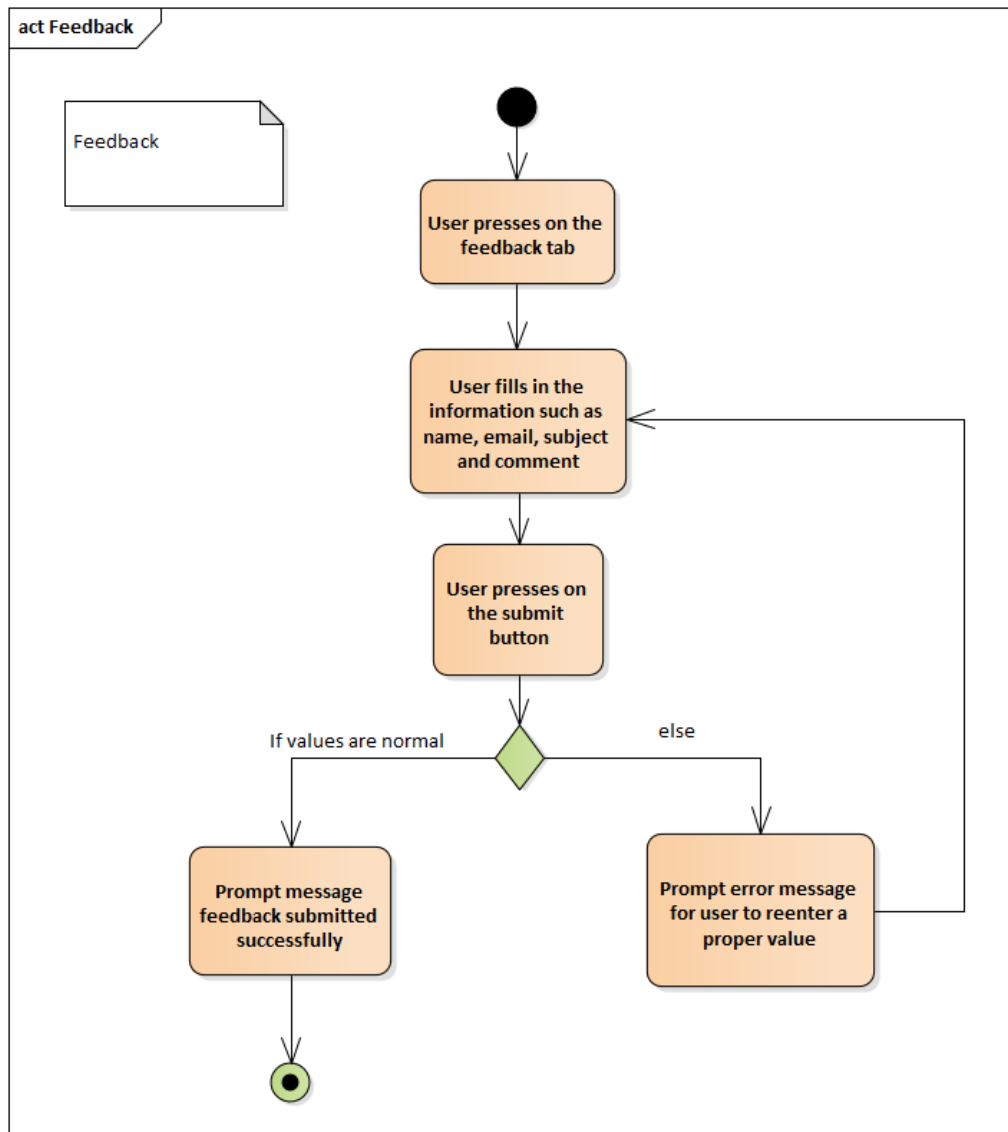 act Feedback
Feedback
User presses on the
feedback tab
User fills in the
information such as
name, email, subject
and comment
User presses on
the submit
button
If values are normal
else
Prompt message
feedback submitted
successfully
Prompt error message
for user to reenter a
proper value